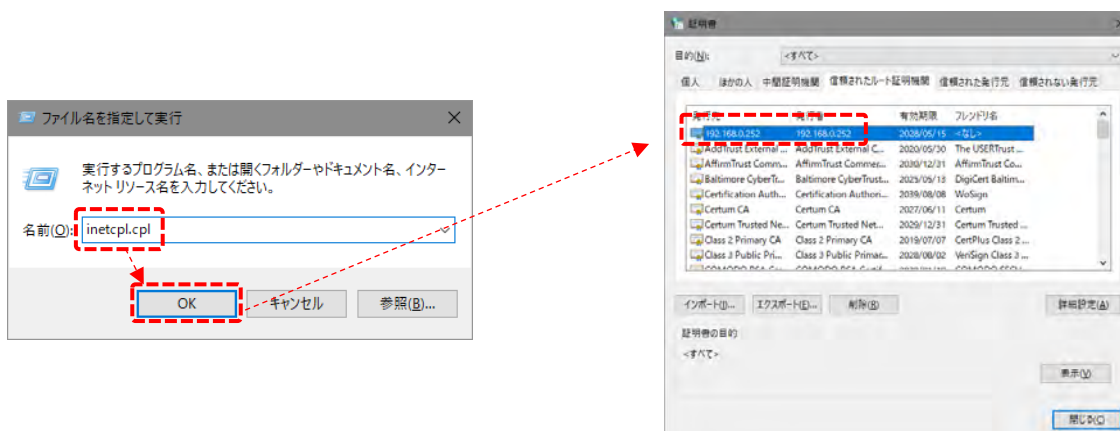 ファイル名を指定して実行
実行するプログラム名、または開くフォルダーやドキュメント名、インター
ネット リソース名を入力してください。
名前(O): inetcpl.cpl
OK キャンセル 参照(B)...
証明書
目的(N): <すべて>
個人 ほかの人 中間証明機関 信頼されたルート証明機関 信頼された発行元 信頼されない発行元
発行先 発行者 有効期限 フレンドリ名
192.168.0.252 192.168.0.252 2028/05/15 <なし>
AddTrust External ... AddTrust External C... 2020/05/30 The USERTrust ...
AffirmTrust Comm... AffirmTrust Commer... 2030/12/31 AffirmTrust Co...
Baltimore CyberTr... Baltimore CyberTrust... 2025/05/13 DigiCert Baltim...
Certification Auth... Certification Authori... 2039/08/08 WoSign
Certum CA Certum CA 2027/06/11 Certum
Certum Trusted Ne... Certum Trusted Net... 2029/12/31 Certum Trusted ...
Class 2 Primary CA Class 2 Primary CA 2019/07/07 CertPlus Class 2 ...
Class 3 Public Pri... Class 3 Public Primac... 2028/08/02 VeriSign Class 3 ...
インポート(I)... エクスポート(E)... 削除(R) 詳細設定(A)
証明書の目的
<すべて>
表示(V)
閉じる(C)